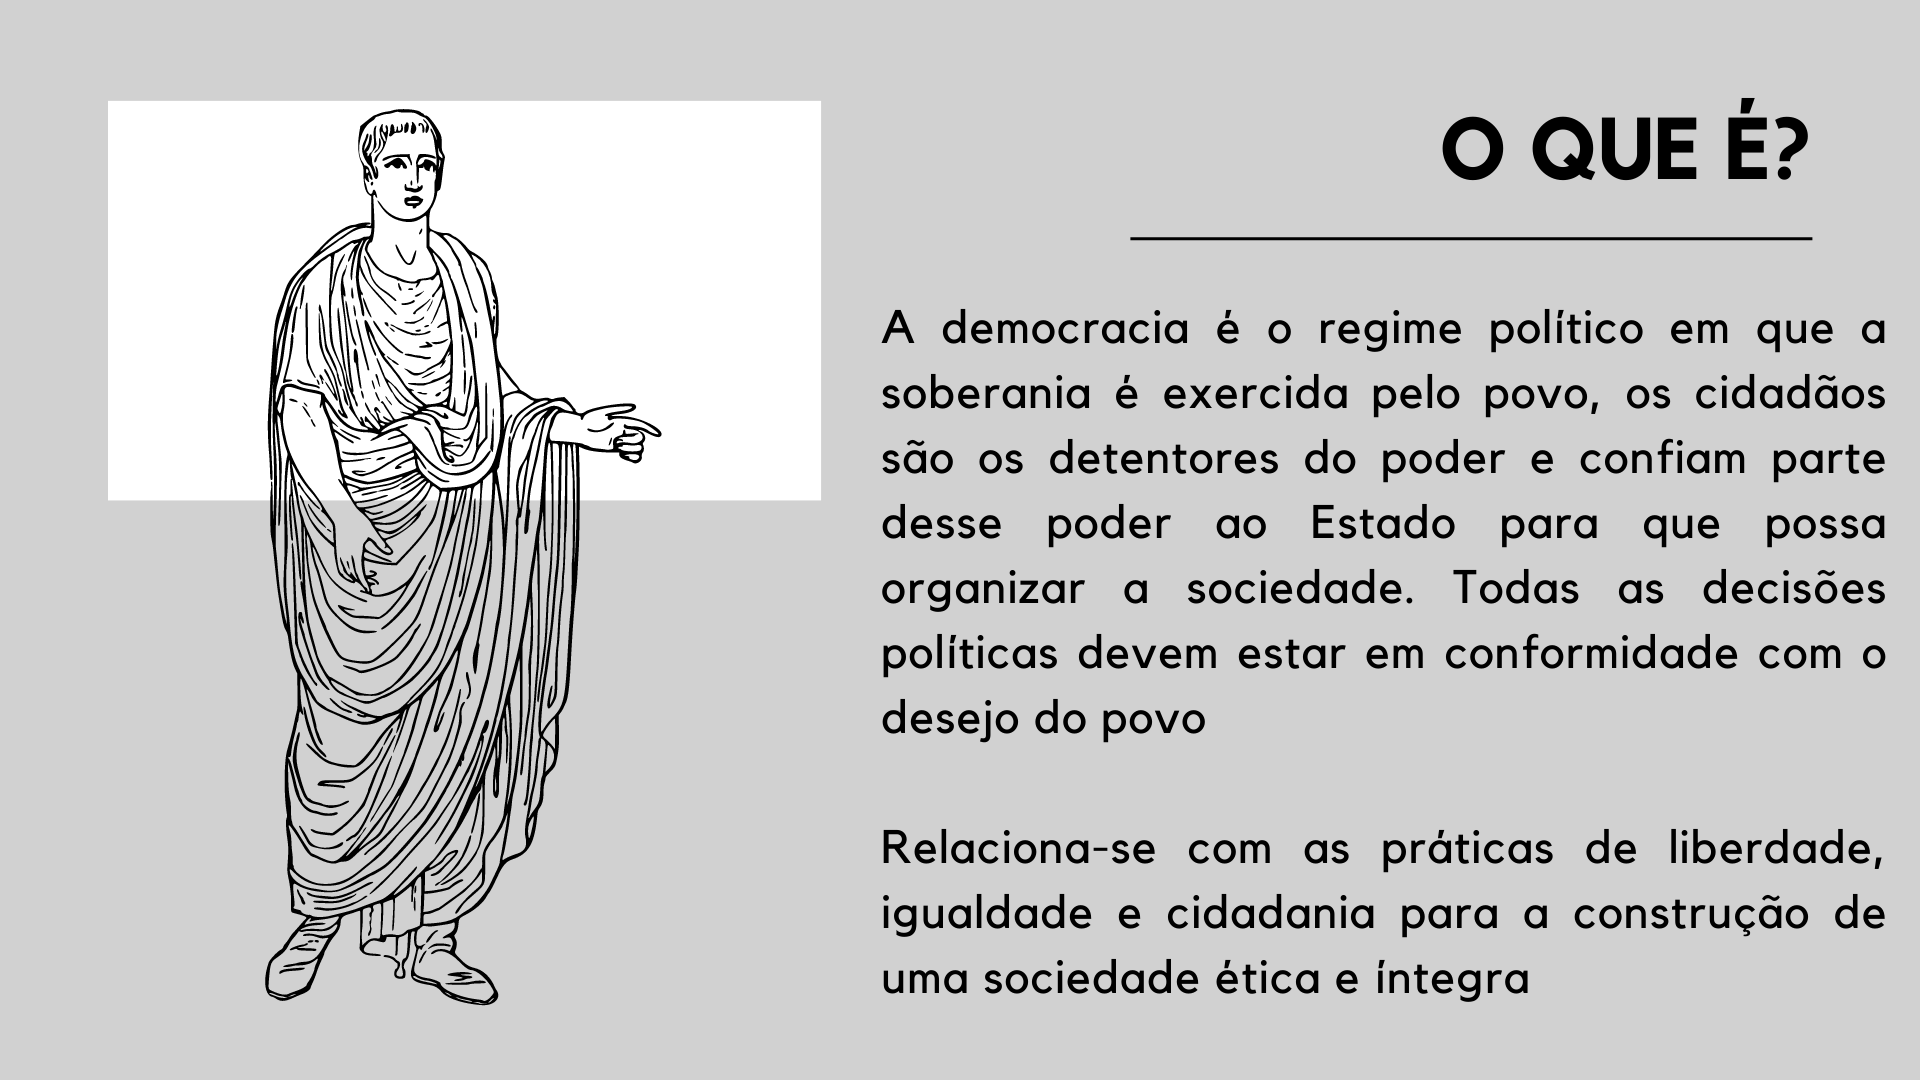 O QUE É?
A democracia é o regime político em que a
soberania é exercida pelo povo, os cidadãos
são os detentores do poder e confiam parte
desse poder ao Estado para que possa
organizar a sociedade. Todas as decisões
políticas devem estar em conformidade com o
desejo do povo
Relaciona-se com as práticas de liberdade,
igualdade e cidadania para a construção de
uma sociedade ética e íntegra